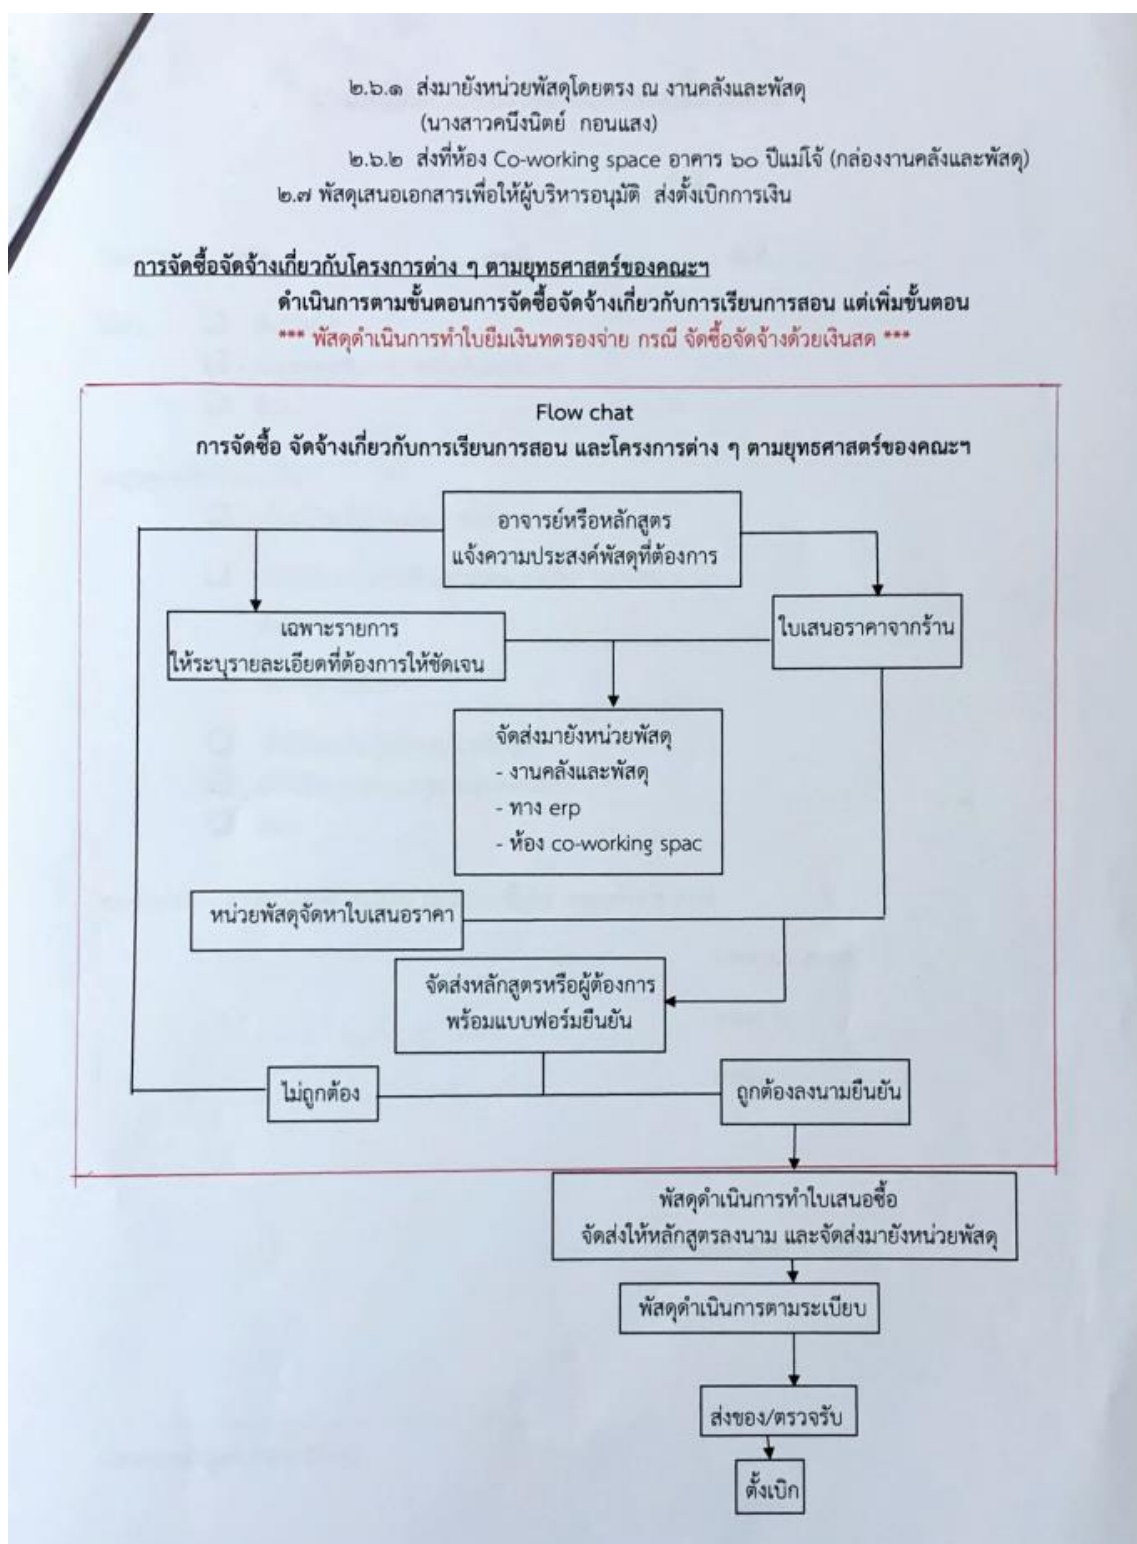 ๒.๖.๑ ส่งมายังหน่วยพัสดุโดยตรง ณ งานคลังและพัสดุ
(นางสาวคนึงนิตย์ กอนแสง)
๒.๖.๒ ส่งที่ห้อง Co-working space อาคาร ๖๐ ปีแม่โจ้ (กล่องงานคลังและพัสดุ)
๒.๗ พัสดุเสนอเอกสารเพื่อให้ผู้บริหารอนุมัติ ส่งตั้งเบิกการเงิน
การจัดซื้อจัดจ้างเกี่ยวกับโครงการต่าง ๆ ตามยุทธศาสตร์ของคณะฯ
ดำเนินการตามขั้นตอนการจัดซื้อจัดจ้างเกี่ยวกับการเรียนการสอน แต่เพิ่มขั้นตอน
*** พัสดุดำเนินการทำใบยืมเงินทดรองจ่าย กรณี จัดซื้อจัดจ้างด้วยเงินสด ***
Flow chat
การจัดซื้อ จัดจ้างเกี่ยวกับการเรียนการสอน และโครงการต่าง ๆ ตามยุทธศาสตร์ของคณะฯ
อาจารย์หรือหลักสูตร
แจ้งความประสงค์พัสดุที่ต้องการ
เฉพาะรายการ
ให้ระบุรายละเอียดที่ต้องการให้ชัดเจน
ใบเสนอราคาจากร้าน
จัดส่งมายังหน่วยพัสดุ
- งานคลังและพัสดุ
- ทาง erp
- ห้อง co-working spac
หน่วยพัสดุจัดหาใบเสนอราคา
จัดส่งหลักสูตรหรือผู้ต้องการ
พร้อมแบบฟอร์มยืนยัน
ไม่ถูกต้อง
ถูกต้องลงนามยืนยัน
พัสดุดำเนินการทำใบเสนอซื้อ
จัดส่งให้หลักสูตรลงนาม และจัดส่งมายังหน่วยพัสดุ
พัสดุดำเนินการตามระเบียบ
ส่งของ/ตรวจรับ
ตั้งเบิก